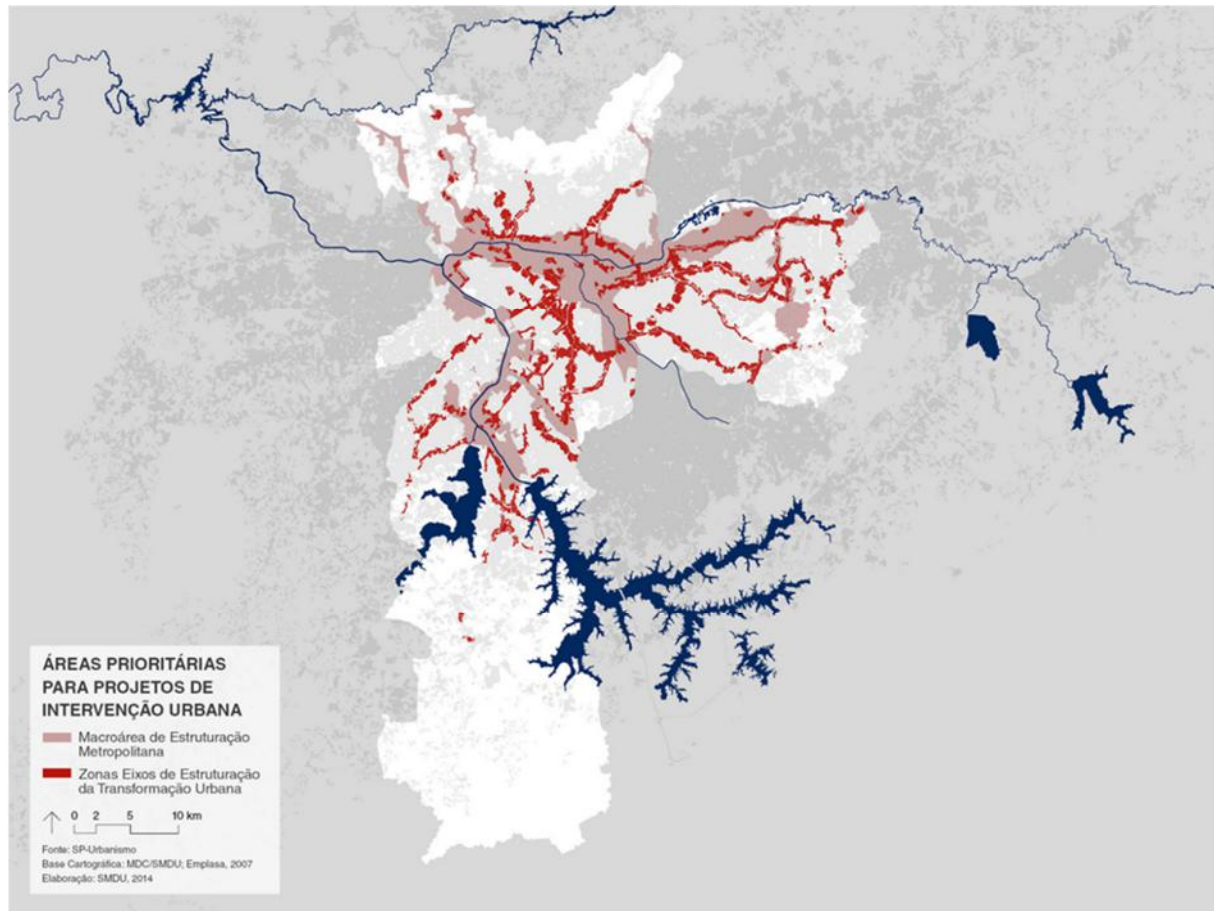 ÁREAS PRIORITÁRIAS
PARA PROJETOS DE
INTERVENÇÃO URBANA
Macroárea de Estruturação
Metropolitana
Zonas Eixos de Estruturação
da Transformação Urbana
0 2 5 10 km
Fonte: SP-Urbanismo
Base Cartográfica: MDC/SMDU; Emplasa, 2007
Elaboração: SMDU, 2014